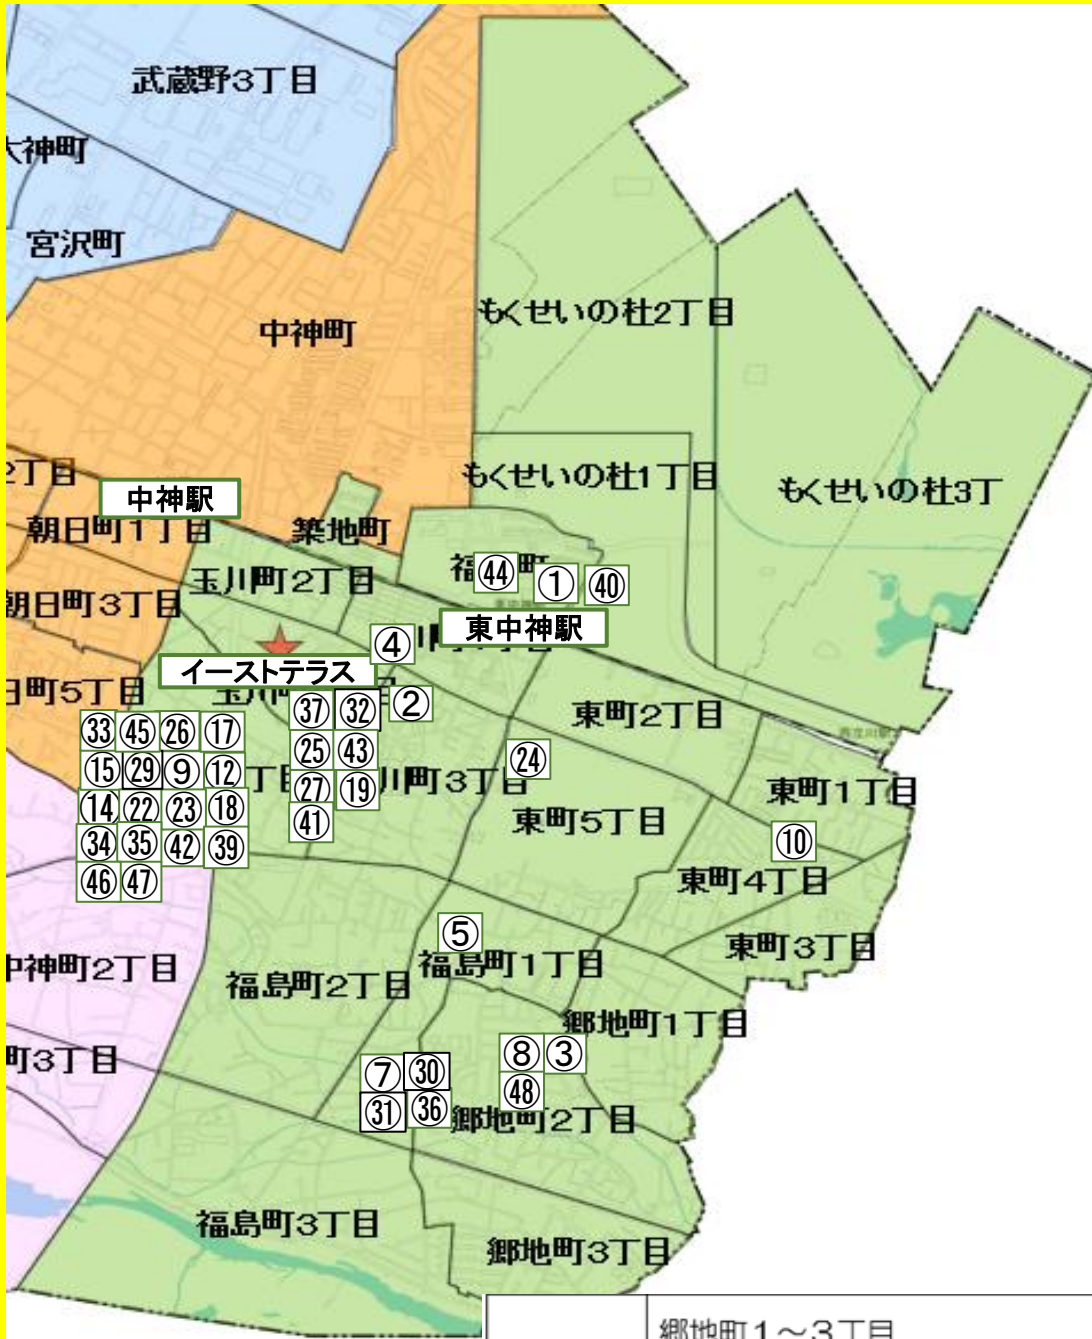 武蔵野3丁目
神町
宮沢町
もくせいの杜2丁目
中神町
2丁目
中神駅
もくせいの杜1丁目
もくせいの杜3丁
朝日町1丁目
築地町
玉川町2丁目
福
町
㊹
①
㊵
朝日町3丁目
東中神駅
④
イーストテラス
日町5丁目
玉川
②
東町2丁目
㊲ ㉜
㉝ ㊺ ㉖ ⑰
㉕ ㊸
⑮ ㉙ ⑨ ⑫
丁
㉗ ⑲
川町3丁目
㉔
東町1丁目
⑭ ㉒ ㉓ ⑱
㊶
東町5丁目
⑩
㉞ ㉟ ㊷ ㊴
㊻ ㊼
東町4丁目
⑤
東町3丁目
中神町2丁目
福島町2丁目
福島町1丁目
郷地町1丁目
町3丁目
⑦ ㉚
⑧ ③
㉛ ㊱
㊽
郷地町2丁目
福島町3丁目
郷地町3丁目
郷地町1～3丁目